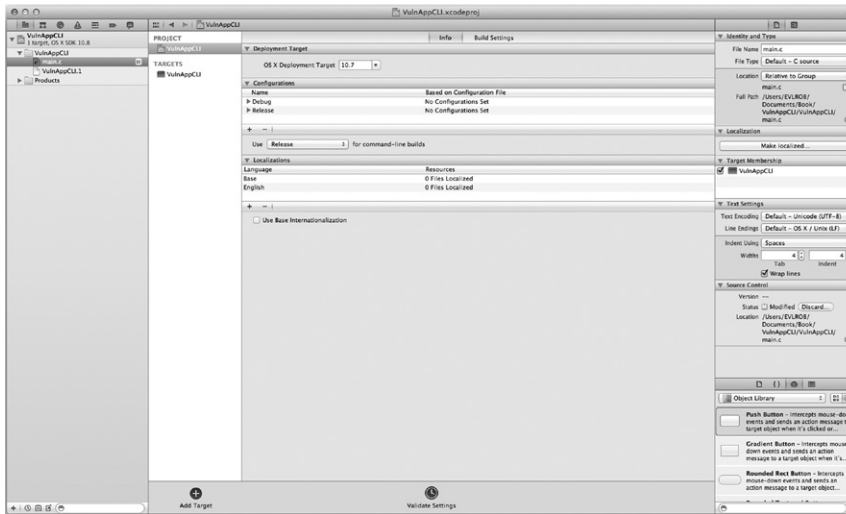 VulnAppCLI.xcodeproj
VulnAppCLI
VulnAppCLI
1 target, OS X SDK 10.8
VulnAppCLI
main.c
VulnAppCLI.1
Products
PROJECT
VulnAppCLI
TARGETS
VulnAppCLI
Info
Build Settings
Deployment Target
OS X Deployment Target 10.7
Configurations
Name Based on Configuration File
Debug No Configurations Set
Release No Configurations Set
+ -
Use Release for command-line builds
Localizations
Language Resources
Base 0 Files Localized
English 0 Files Localized
+ -
Use Base Internationalization
Add Target
Validate Settings
Identity and Type
File Name main.c
File Type Default - C source
Location Relative to Group
main.c
Full Path /Users/EVLROB/
Documents/Book/
VulnAppCLI/VulnAppCLI/
main.c
Localization
Make localized...
Target Membership
VulnAppCLI
Text Settings
Text Encoding Default - Unicode (UTF-8)
Line Endings Default - OS X / Unix (LF)
Indent Using Spaces
Widths 4 4
Tab Indent
Wrap lines
Source Control
Version --
Status Modified Discard...
Location /Users/EVLROB/
Documents/Book/
VulnAppCLI/VulnAppCLI/
main.c
Object Library
Push Button - Intercepts mouse-do
events and sends an action message t
target object when it's clicked or...
Gradient Button - Intercepts mouse
down events and sends an action
message to a target object when it's..
Rounded Rect Button - Intercepts
mouse-down events and sends an
action message to a target object...